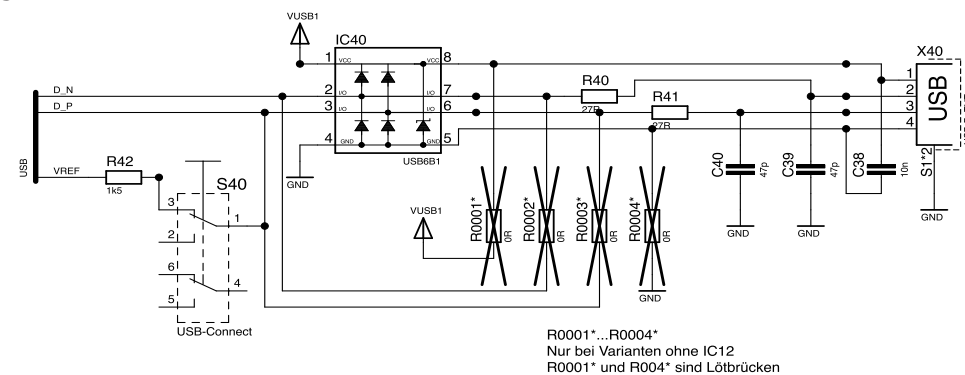 VUSB1
IC40
1 VCC VCC 8
2 I/O I/O 7
3 I/O I/O 6
4 GND GND 5
USB6B1
GND
D_N
D_P
VREF
USB
R42
1k5
S40
3
2
1
6
5
4
USB-Connect
VUSB1
R0001*
0R
R0002*
0R
R0003*
0R
R0004*
0R
GND
R40
27R
R41
27R
C40
47p
GND
C39
47p
GND
C38
10n
X40
1
2
3
4
USB
S1*2
GND
R0001*...R0004*
Nur bei Varianten ohne IC12
R0001* und R004* sind Lötbrücken